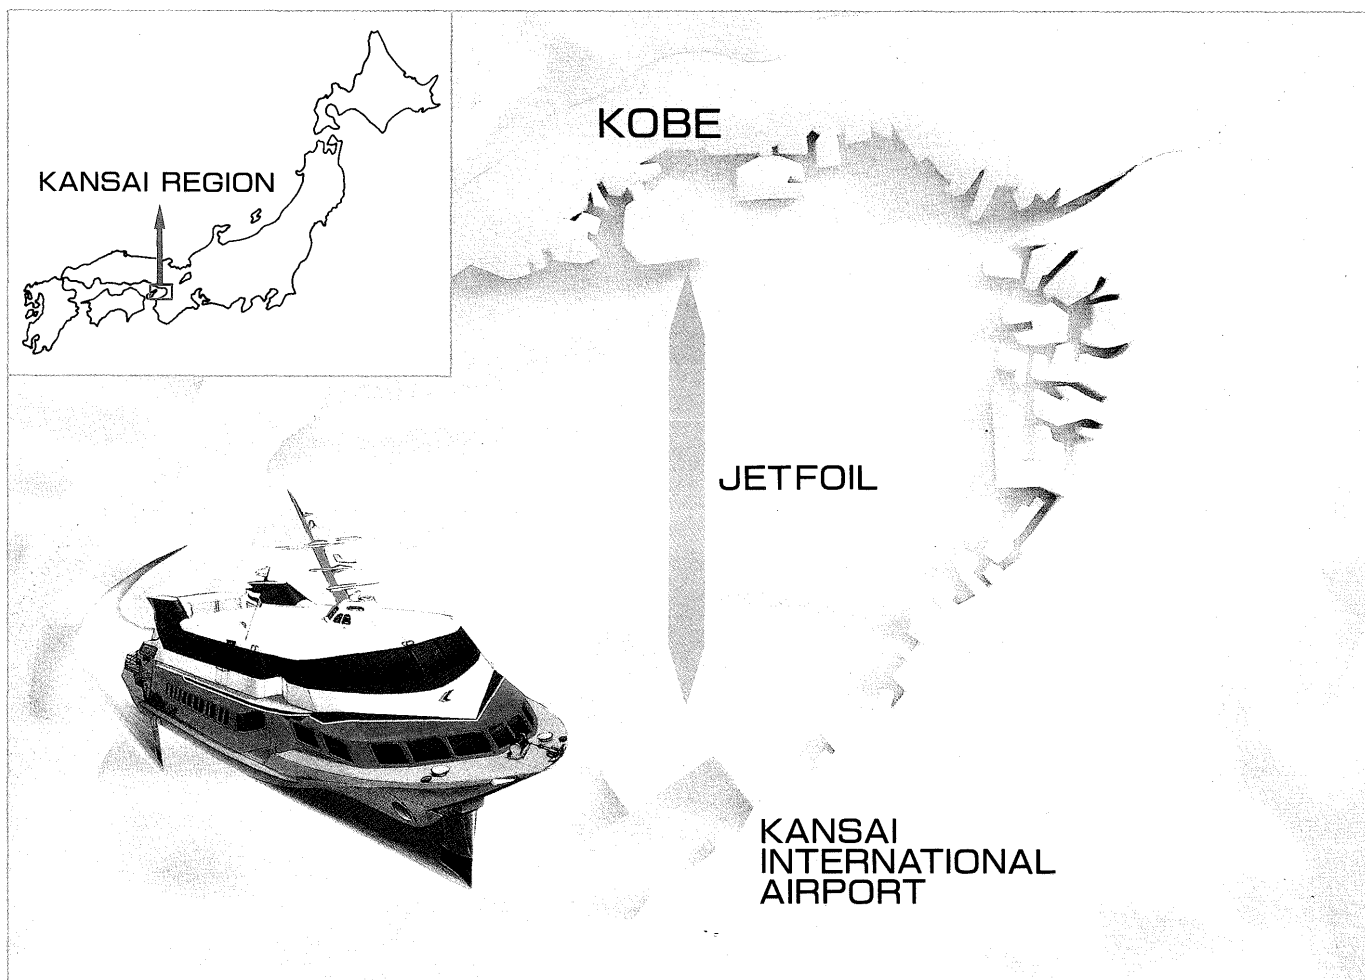 KOBE
KANSAI REGION
JETFOIL
KANSAI
INTERNATIONAL
AIRPORT